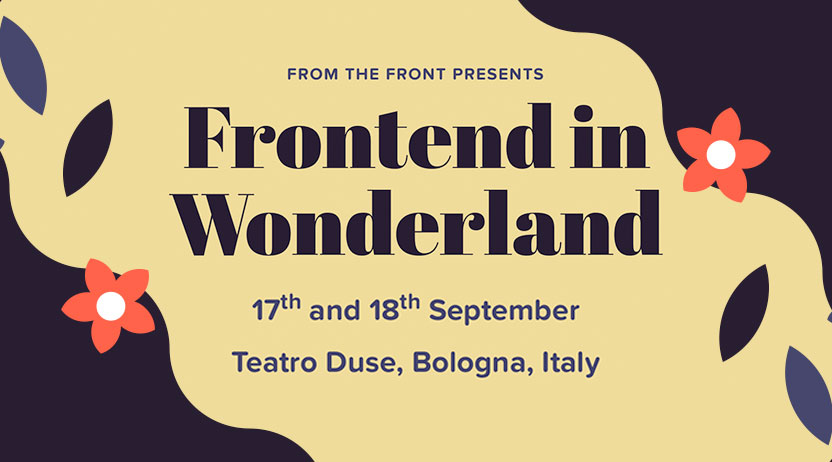 FROM THE FRONT PRESENTS
Frontend in
Wonderland
17th and 18th September
Teatro Duse, Bologna, Italy